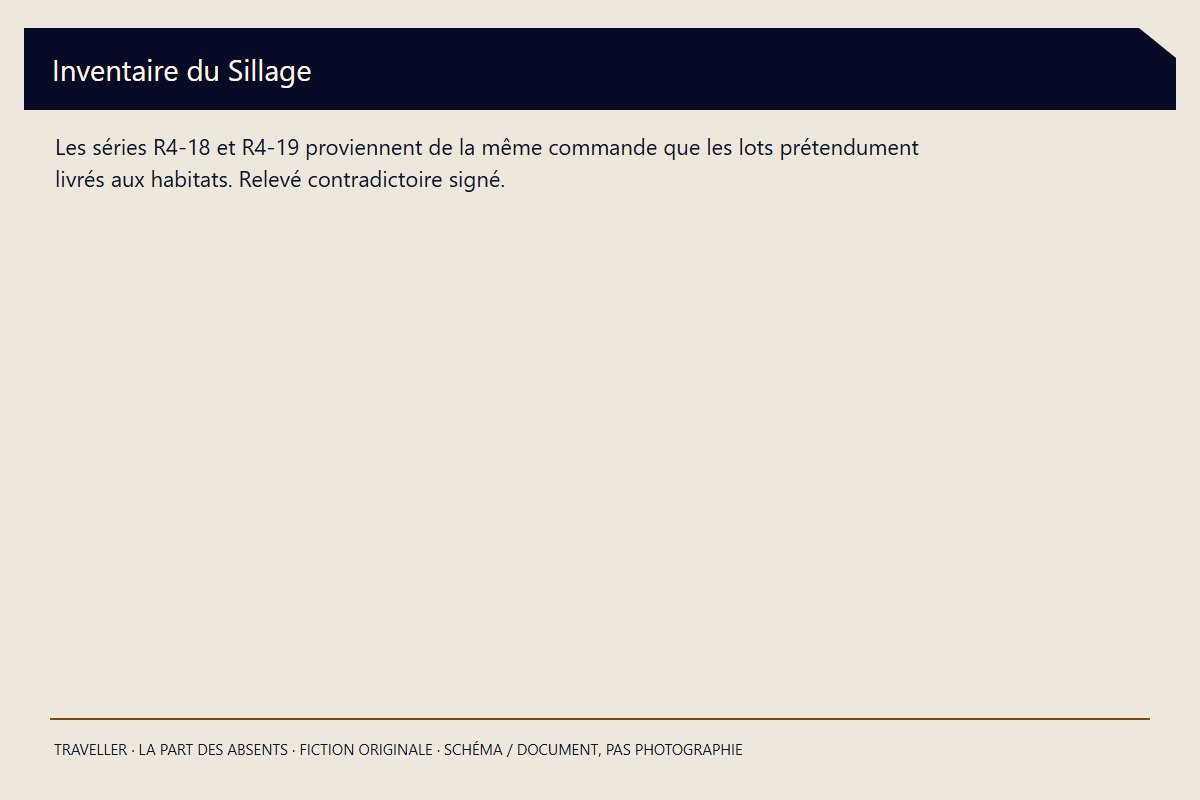 Inventaire du Sillage
Les séries R4-18 et R4-19 proviennent de la même commande que les lots prétendument
livrés aux habitats. Relevé contradictoire signé.
TRAVELLER · LA PART DES ABSENTS · FICTION ORIGINALE · SCHÉMA / DOCUMENT, PAS PHOTOGRAPHIE